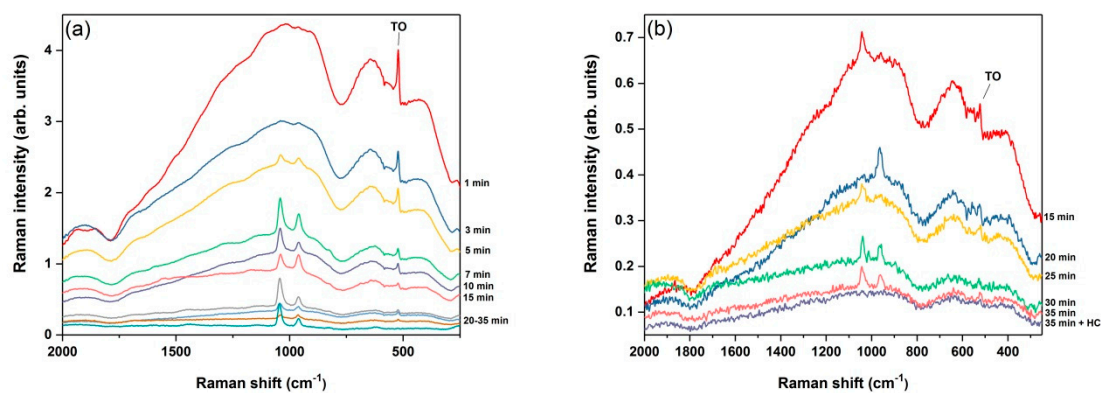 (a)
TO
Raman intensity (arb. units)
4
3
2
1
0
1 min
3 min
5 min
7 min
10 min
15 min
20-35 min
2000
1500
1000
500
Raman shift (cm⁻¹)
(b)
TO
Raman intensity (arb. units)
0.7
0.6
0.5
0.4
0.3
0.2
0.1
15 min
20 min
25 min
30 min
35 min
35 min + HC
2000
1800
1600
1400
1200
1000
800
600
400
Raman shift (cm⁻¹)